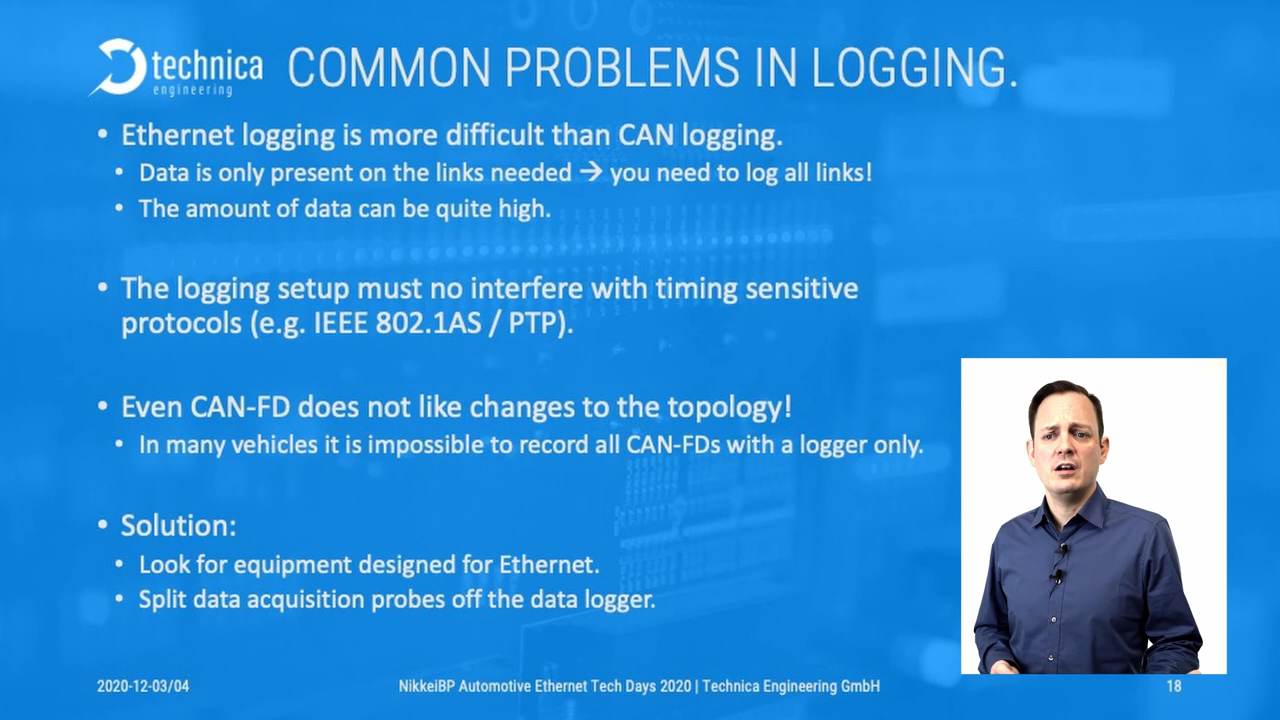 technica
engineering
COMMON PROBLEMS IN LOGGING.
• Ethernet logging is more difficult than CAN logging.
• Data is only present on the links needed → you need to log all links!
• The amount of data can be quite high.
• The logging setup must no interfere with timing sensitive
protocols (e.g. IEEE 802.1AS / PTP).
• Even CAN-FD does not like changes to the topology!
• In many vehicles it is impossible to record all CAN-FDs with a logger only.
• Solution:
• Look for equipment designed for Ethernet.
• Split data acquisition probes off the data logger.
2020-12-03/04
NikkeiBP Automotive Ethernet Tech Days 2020 | Technica Engineering GmbH
18